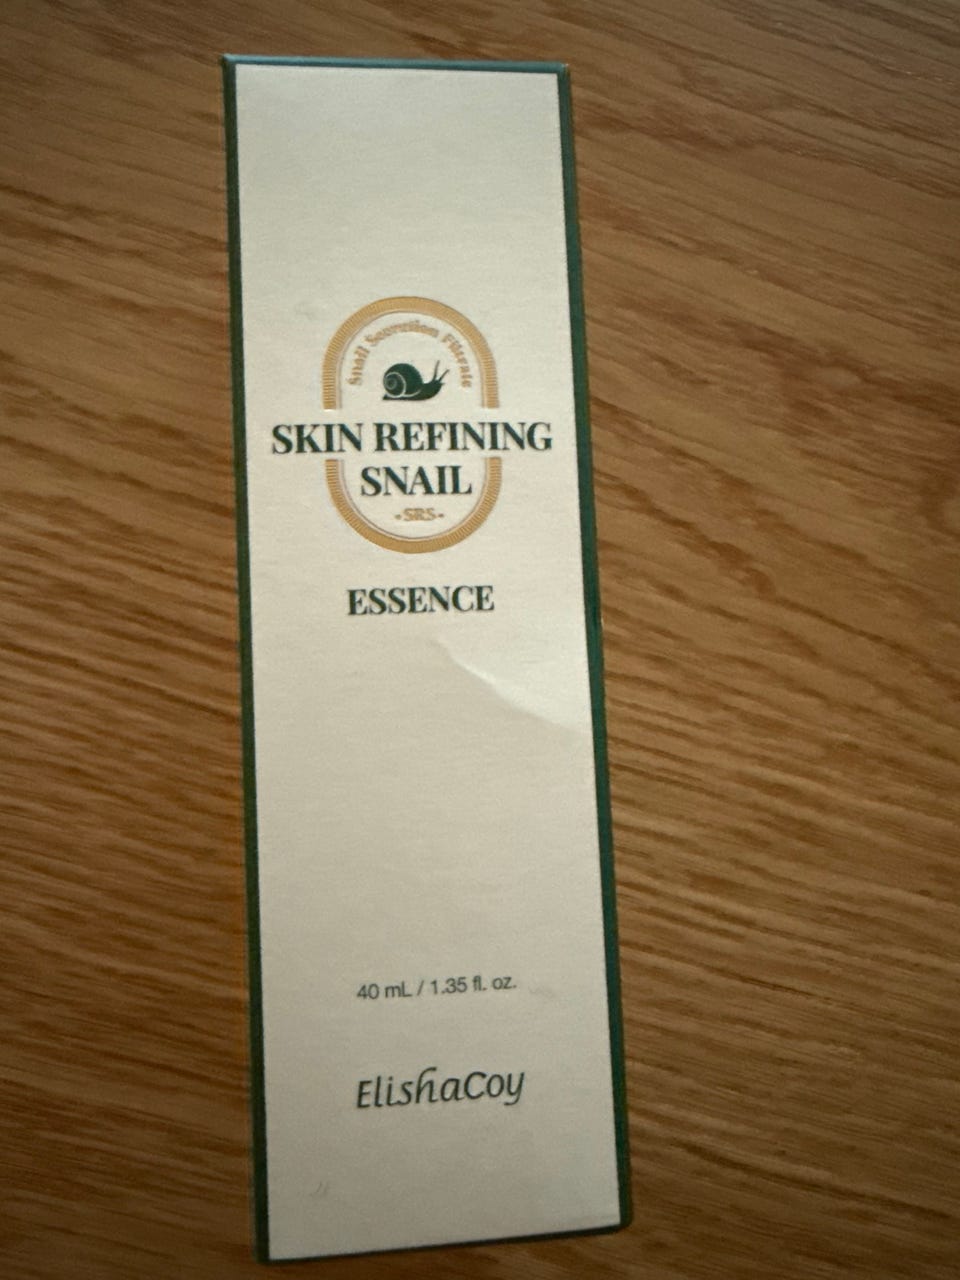 Snail Secretion Filtrate
SKIN REFINING
SNAIL
•SRS•
ESSENCE
40 mL / 1.35 fl. oz.
ElishaCoy